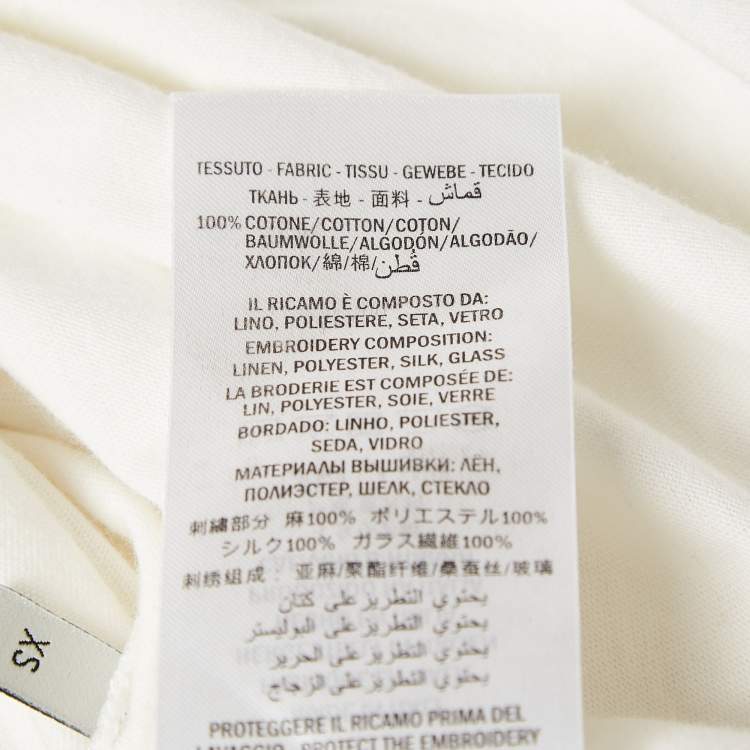 TESSUTO - FABRIC - TISSU - GEWEBE - TECIDO
ТКАНЬ - 表地 - 面料 - قماش
100% COTONE/COTTON/COTON/
BAUMWOLLE/ALGODÓN/ALGODÃO/
ХЛОПОК/綿/棉/قُطن
IL RICAMO È COMPOSTO DA:
LINO, POLIESTERE, SETA, VETRO
EMBROIDERY COMPOSITION:
LINEN, POLYESTER, SILK, GLASS
LA BRODERIE EST COMPOSÉE DE:
LIN, POLYESTER, SOIE, VERRE
BORDADO: LINHO, POLIESTER,
SEDA, VIDRO
МАТЕРИАЛЫ ВЫШИВКИ: ЛЁН,
ПОЛИЭСТЕР, ШЕЛК, СТЕКЛО
刺繍部分 麻100% ポリエステル100%
シルク100% ガラス繊維100%
刺绣组成：亚麻/聚酯纤维/桑蚕丝/玻璃
يحتوي التطريز على كتان
يحتوي التطريز على البوليستر
يحتوي التطريز على الحرير
يحتوي التطريز على الزجاج
PROTEGGERE IL RICAMO PRIMA DEL
LAVAGGIO - PROTECT THE EMBROIDERY
XS